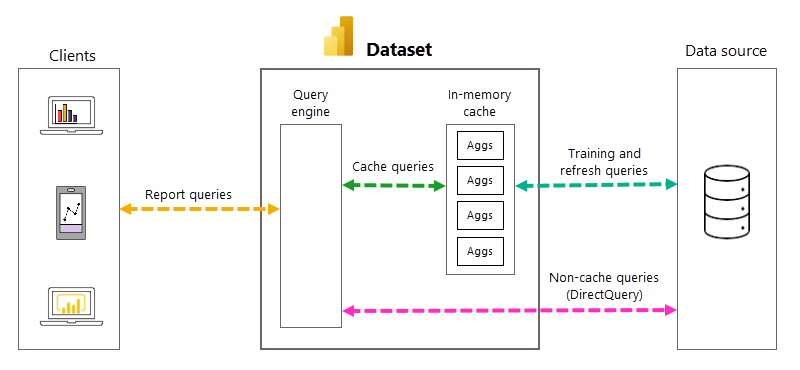 Clients
Dataset
Data source
Query
engine
In-memory
cache
Aggs
Aggs
Aggs
Aggs
Report queries
Cache queries
Training and
refresh queries
Non-cache queries
(DirectQuery)